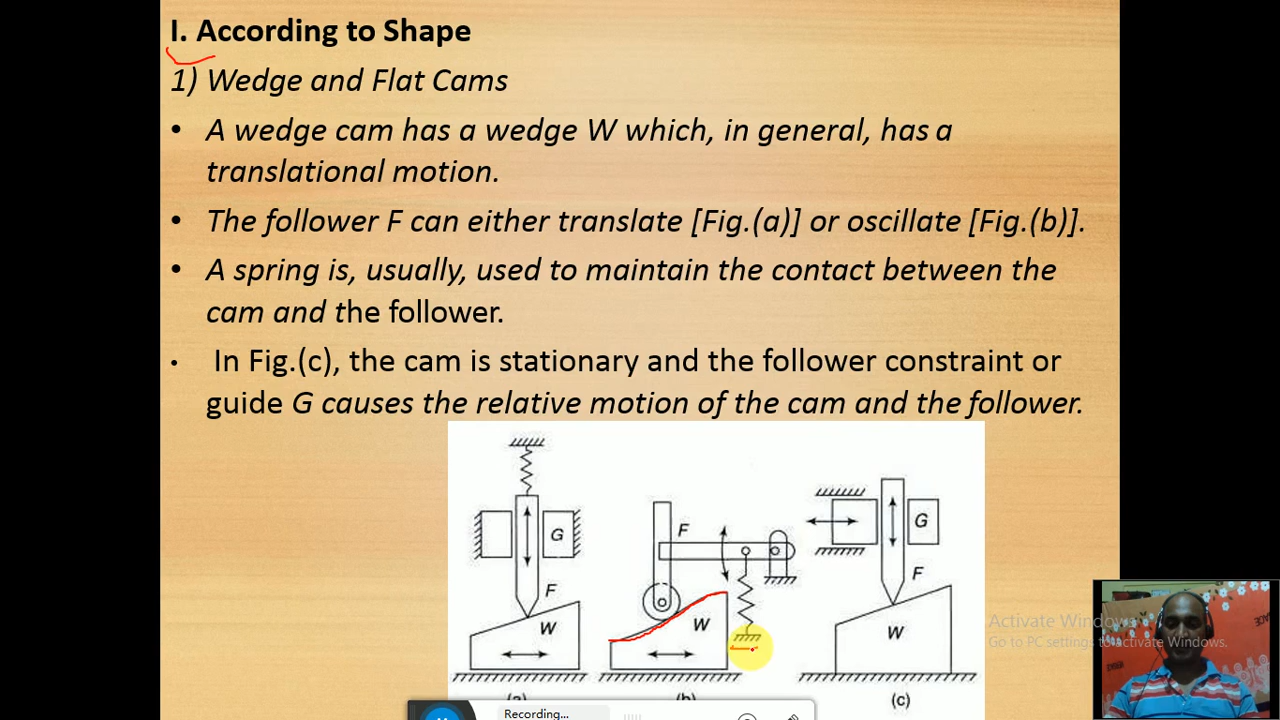 I. According to Shape
1) Wedge and Flat Cams
• A wedge cam has a wedge W which, in general, has a
translational motion.
• The follower F can either translate [Fig.(a)] or oscillate [Fig.(b)].
• A spring is, usually, used to maintain the contact between the
cam and the follower.
• In Fig.(c), the cam is stationary and the follower constraint or
guide G causes the relative motion of the cam and the follower.
G
F
W
(a)
F
W
(b)
G
F
W
(c)
Activate Windows
Go to PC settings to activate Windows.
Recording...